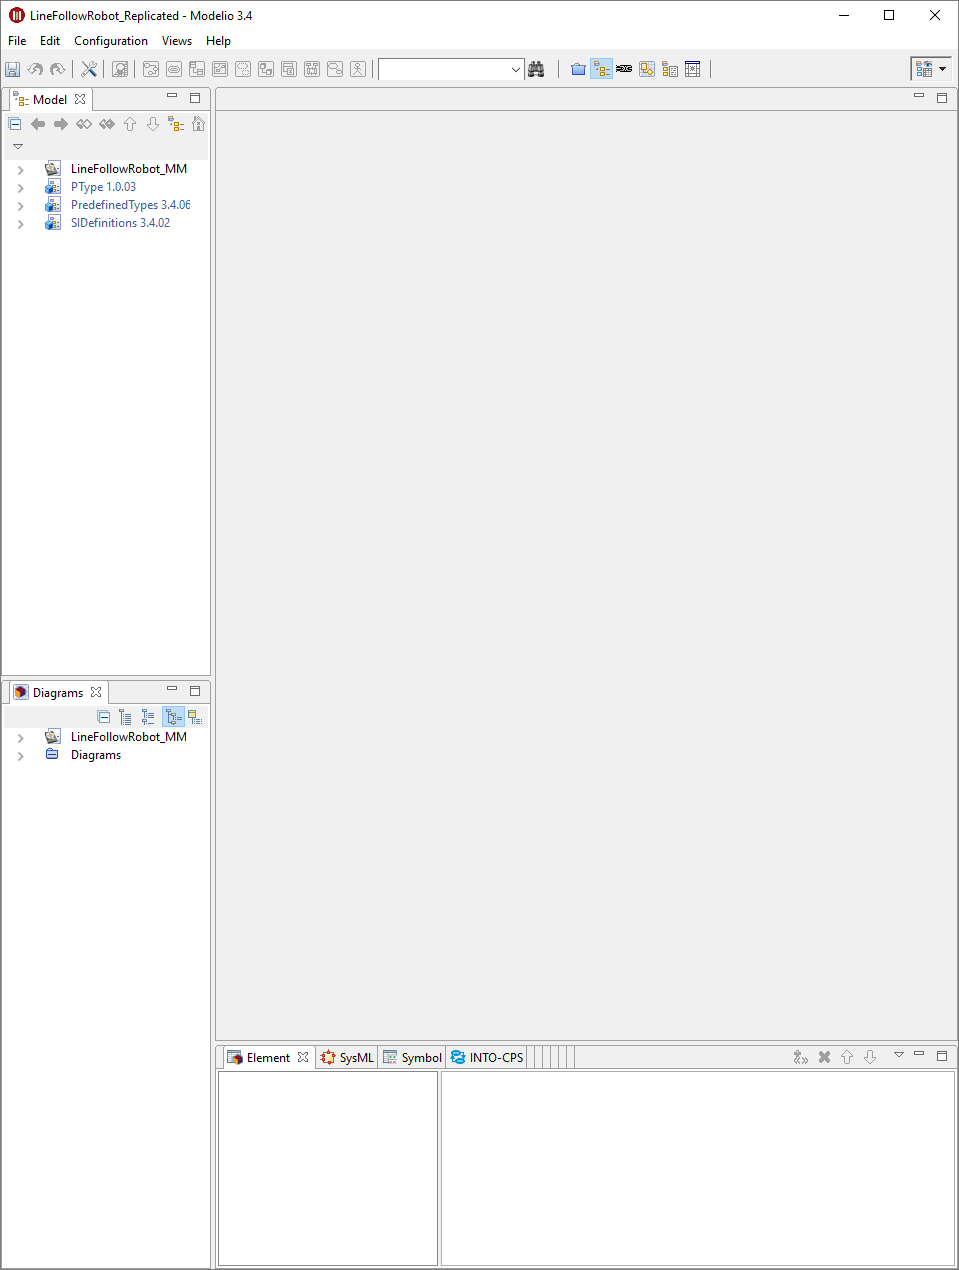 LineFollowRobot_Replicated - Modelio 3.4
File Edit Configuration Views Help
Model
LineFollowRobot_MM
PType 1.0.03
PredefinedTypes 3.4.06
SIDefinitions 3.4.02
Diagrams
LineFollowRobot_MM
Diagrams
Element SysML Symbol INTO-CPS